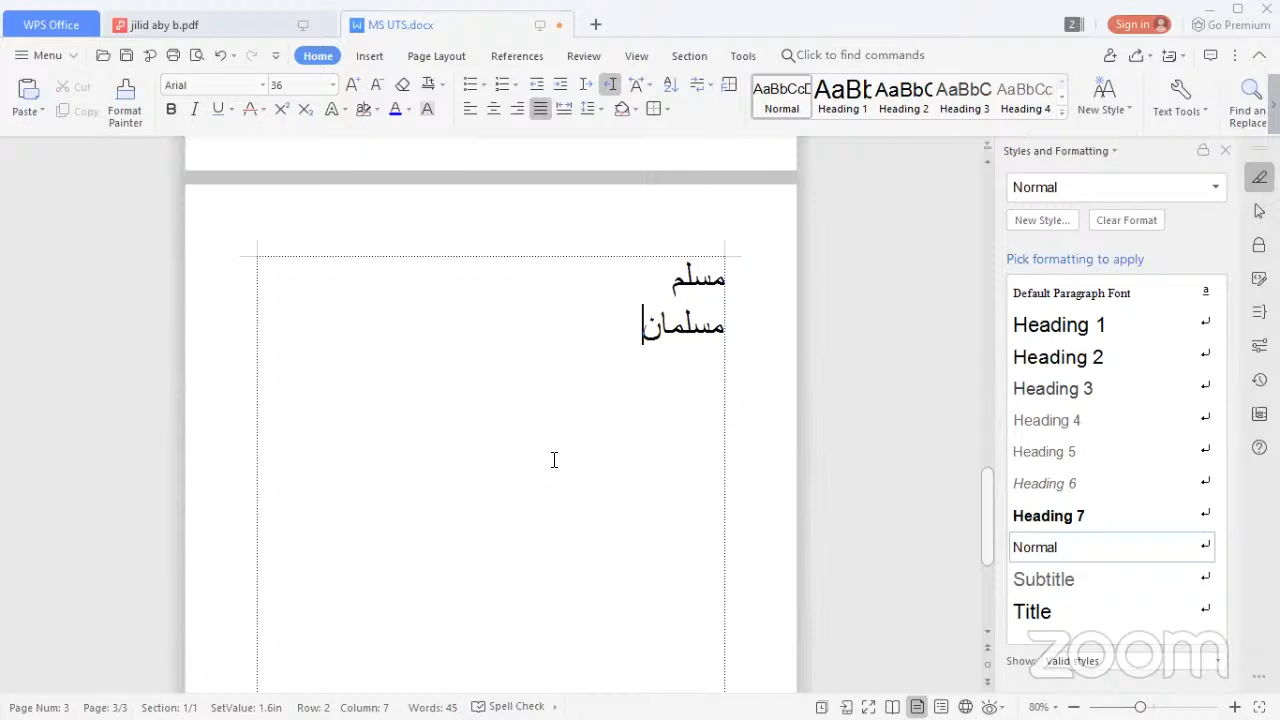 WPS Office
jilid aby b.pdf
MS UTS.docx
2
Sign in
Go Premium
Menu
Home
Insert
Page Layout
References
Review
View
Section
Tools
Click to find commands
Paste
Cut
Copy
Format Painter
Arial
36
AaBbCcD
Normal
AaBb
Heading 1
AaBbC
Heading 2
AaBbC
Heading 3
AaBbCc
Heading 4
New Style
Text Tools
Find and Replace
مسلم
مسلمان
Styles and Formatting
Normal
New Style...
Clear Format
Pick formatting to apply
Default Paragraph Font
a
Heading 1
Heading 2
Heading 3
Heading 4
Heading 5
Heading 6
Heading 7
Normal
Subtitle
Title
Show: Valid styles
zoom
Page Num: 3
Page: 3/3
Section: 1/1
SetValue: 1.6in
Row: 2
Column: 7
Words: 45
Spell Check
80%